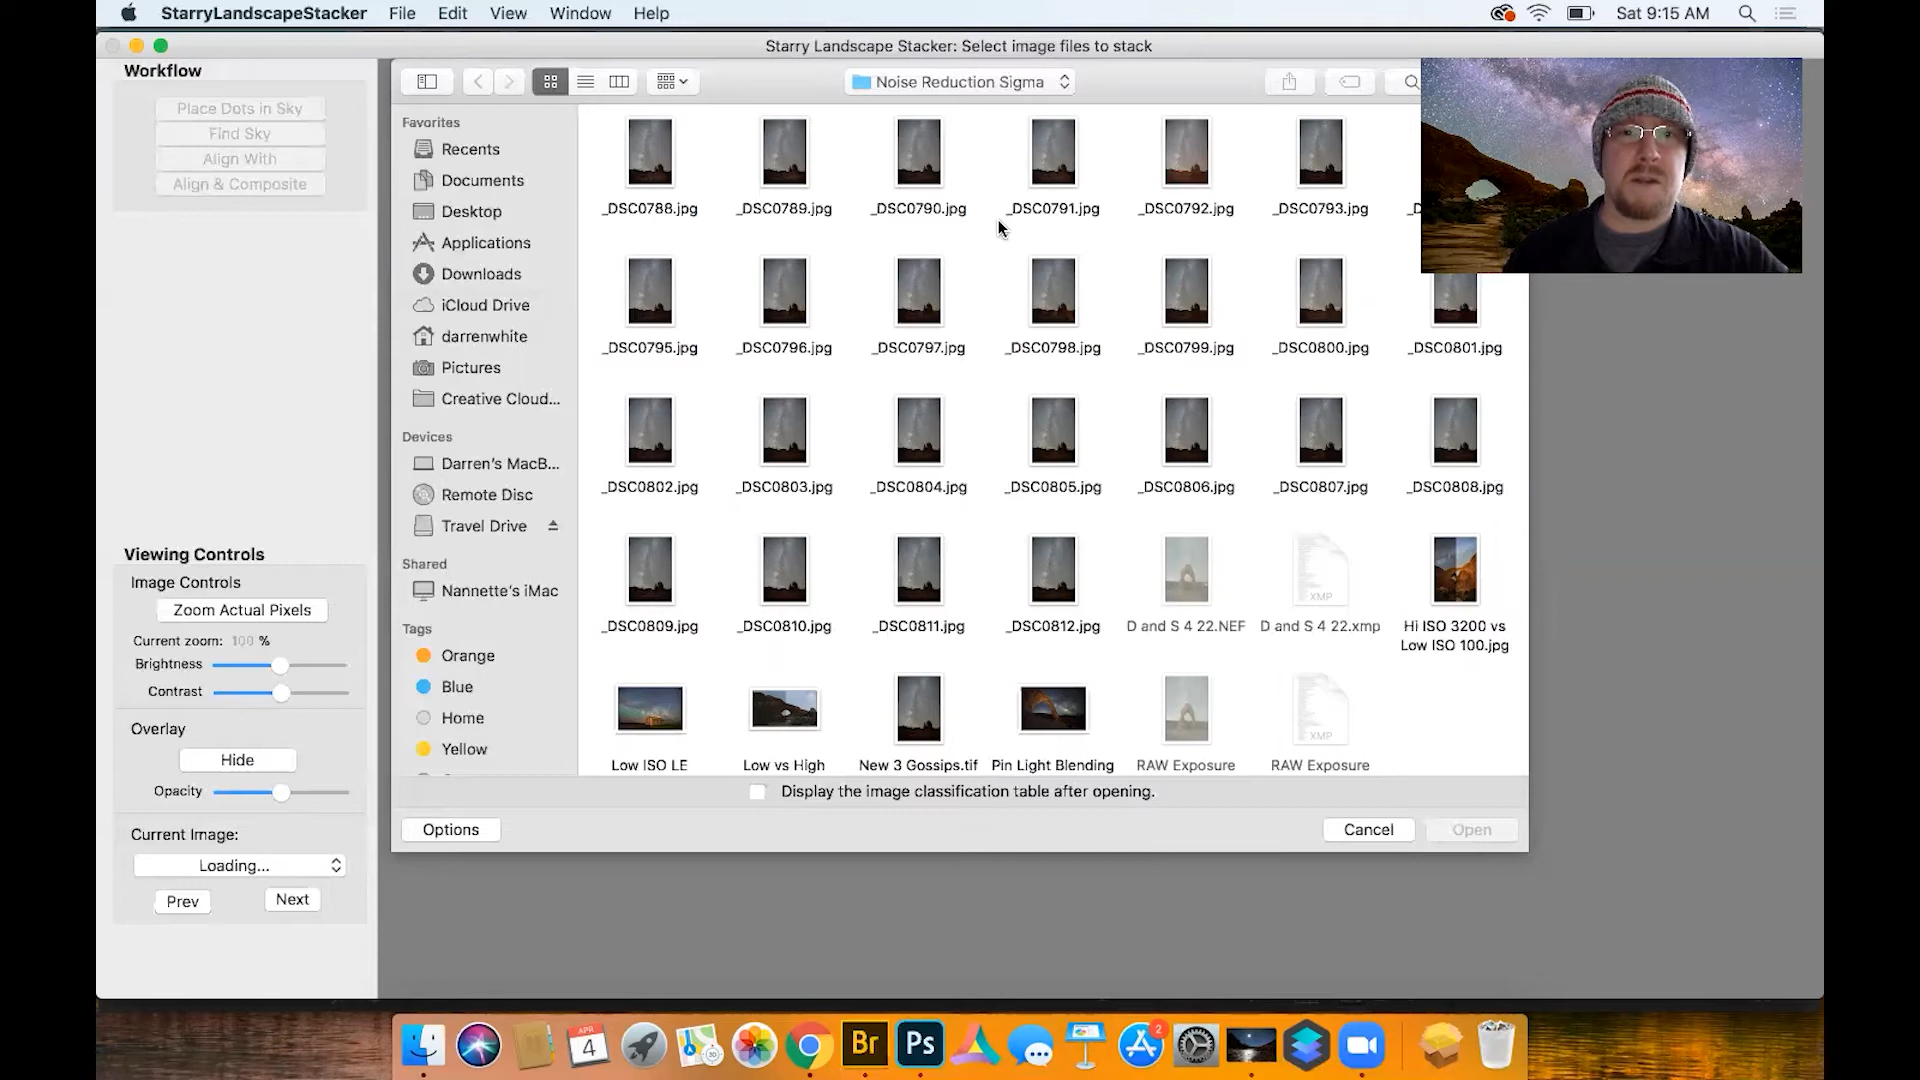 StarryLandscapeStacker File Edit View Window Help
Sat 9:15 AM
Starry Landscape Stacker: Select image files to stack
Workflow
Place Dots in Sky
Find Sky
Align With
Align & Composite
Noise Reduction Sigma
Favorites
Recents
Documents
Desktop
Applications
Downloads
iCloud Drive
darrenwhite
Pictures
Creative Cloud...
Devices
Darren's MacB...
Remote Disc
Travel Drive
Shared
Nannette's iMac
Tags
Orange
Blue
Home
Yellow
_DSC0788.jpg _DSC0789.jpg _DSC0790.jpg _DSC0791.jpg _DSC0792.jpg _DSC0793.jpg
_DSC0795.jpg _DSC0796.jpg _DSC0797.jpg _DSC0798.jpg _DSC0799.jpg _DSC0800.jpg _DSC0801.jpg
_DSC0802.jpg _DSC0803.jpg _DSC0804.jpg _DSC0805.jpg _DSC0806.jpg _DSC0807.jpg _DSC0808.jpg
XMP
_DSC0809.jpg _DSC0810.jpg _DSC0811.jpg _DSC0812.jpg D and S 4 22.NEF D and S 4 22.xmp Hi ISO 3200 vs
Low ISO 100.jpg
XMP
Low ISO LE Low vs High New 3 Gossips.tif Pin Light Blending RAW Exposure RAW Exposure
Display the image classification table after opening.
Options Cancel Open
Viewing Controls
Image Controls
Zoom Actual Pixels
Current zoom: 100 %
Brightness
Contrast
Overlay
Hide
Opacity
Current Image:
Loading...
Prev Next
APR
4
Br
Ps
2